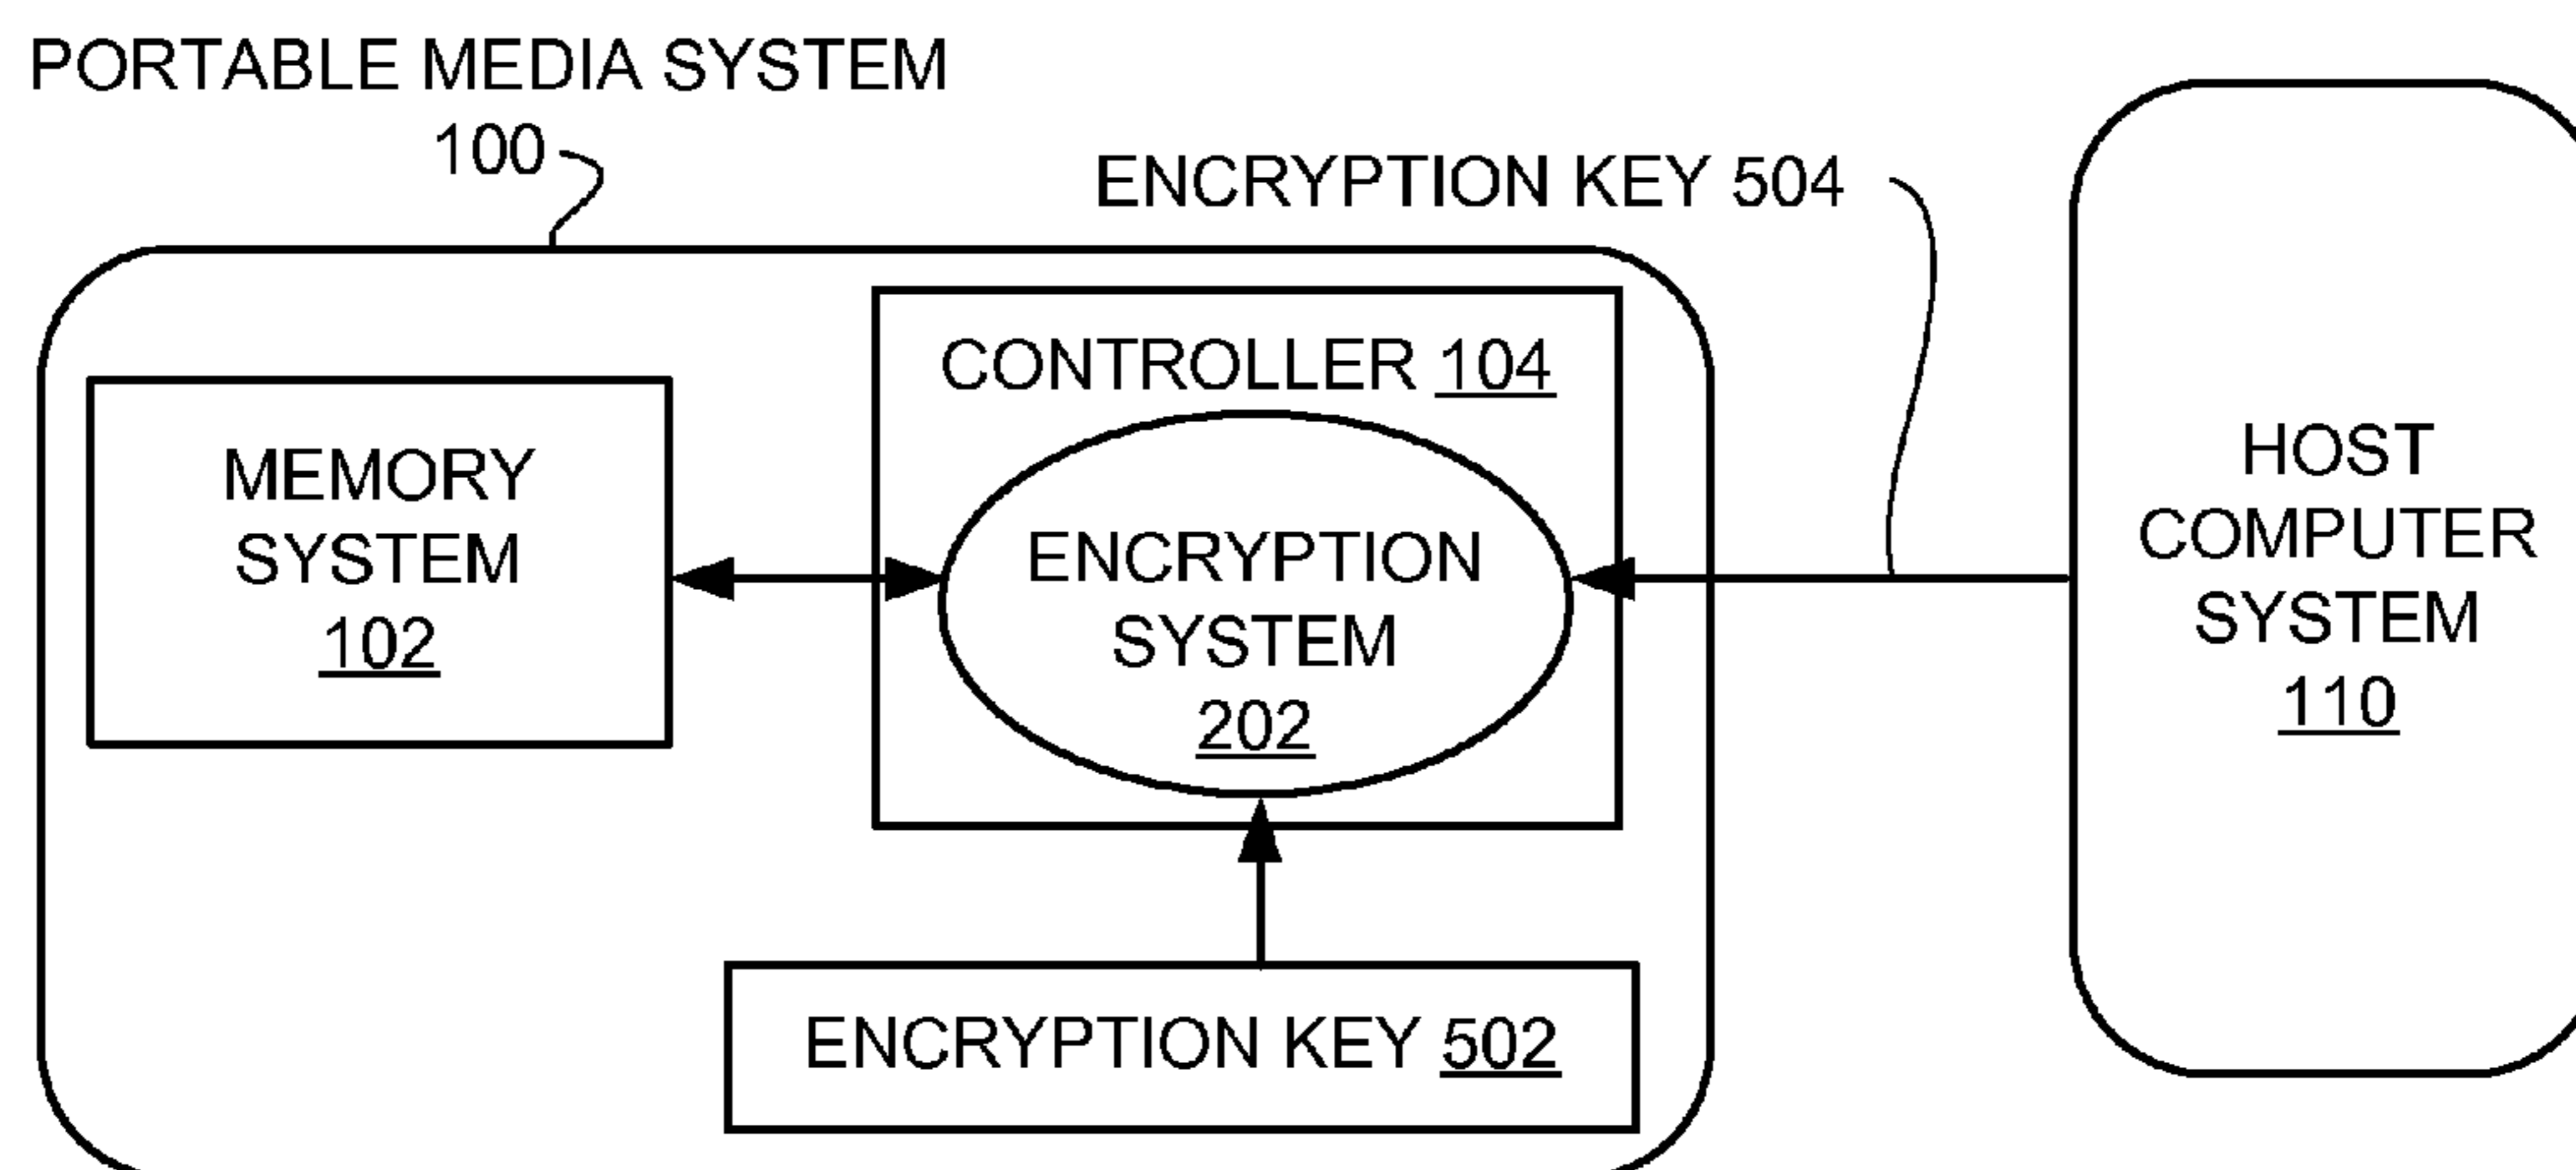 PORTABLE MEDIA SYSTEM
100
ENCRYPTION KEY 504
CONTROLLER 104
MEMORY
SYSTEM
102
ENCRYPTION
SYSTEM
202
HOST
COMPUTER
SYSTEM
110
ENCRYPTION KEY 502